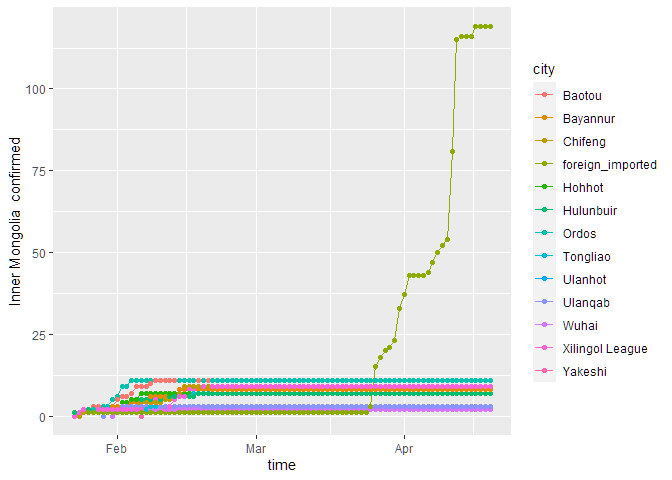 100
75
50
25
0
Inner Mongolia confirmed
Feb
Mar
Apr
time
city
Baotou
Bayannur
Chifeng
foreign_imported
Hohhot
Hulunbuir
Ordos
Tongliao
Ulanhot
Ulanqab
Wuhai
Xilingol League
Yakeshi